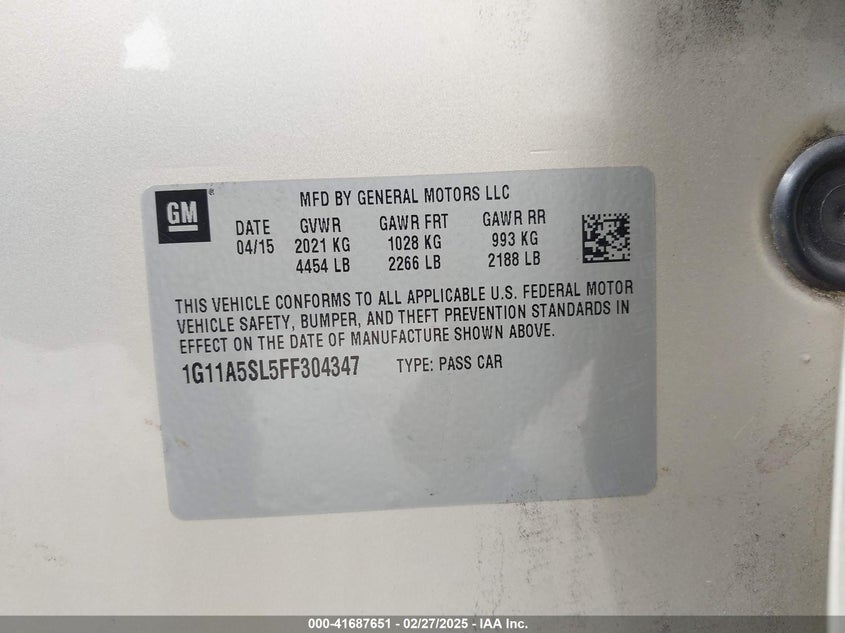 MFD BY GENERAL MOTORS LLC
GM®
DATE GVWR GAWR FRT GAWR RR
04/15 2021 KG 1028 KG 993 KG
4454 LB 2266 LB 2188 LB
THIS VEHICLE CONFORMS TO ALL APPLICABLE U.S. FEDERAL MOTOR
VEHICLE SAFETY, BUMPER, AND THEFT PREVENTION STANDARDS IN
EFFECT ON THE DATE OF MANUFACTURE SHOWN ABOVE.
1G11A5SL5FF304347 TYPE: PASS CAR
000-41687651 — 02/27/2025 — IAA Inc.